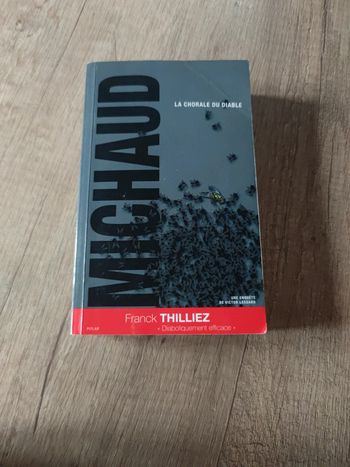 MICHAUD
LA CHORALE DU DIABLE
UNE ENQUÊTE
DE VICTOR LESSARD
Franck THILLIEZ
« Diaboliquement efficace »
POLAR